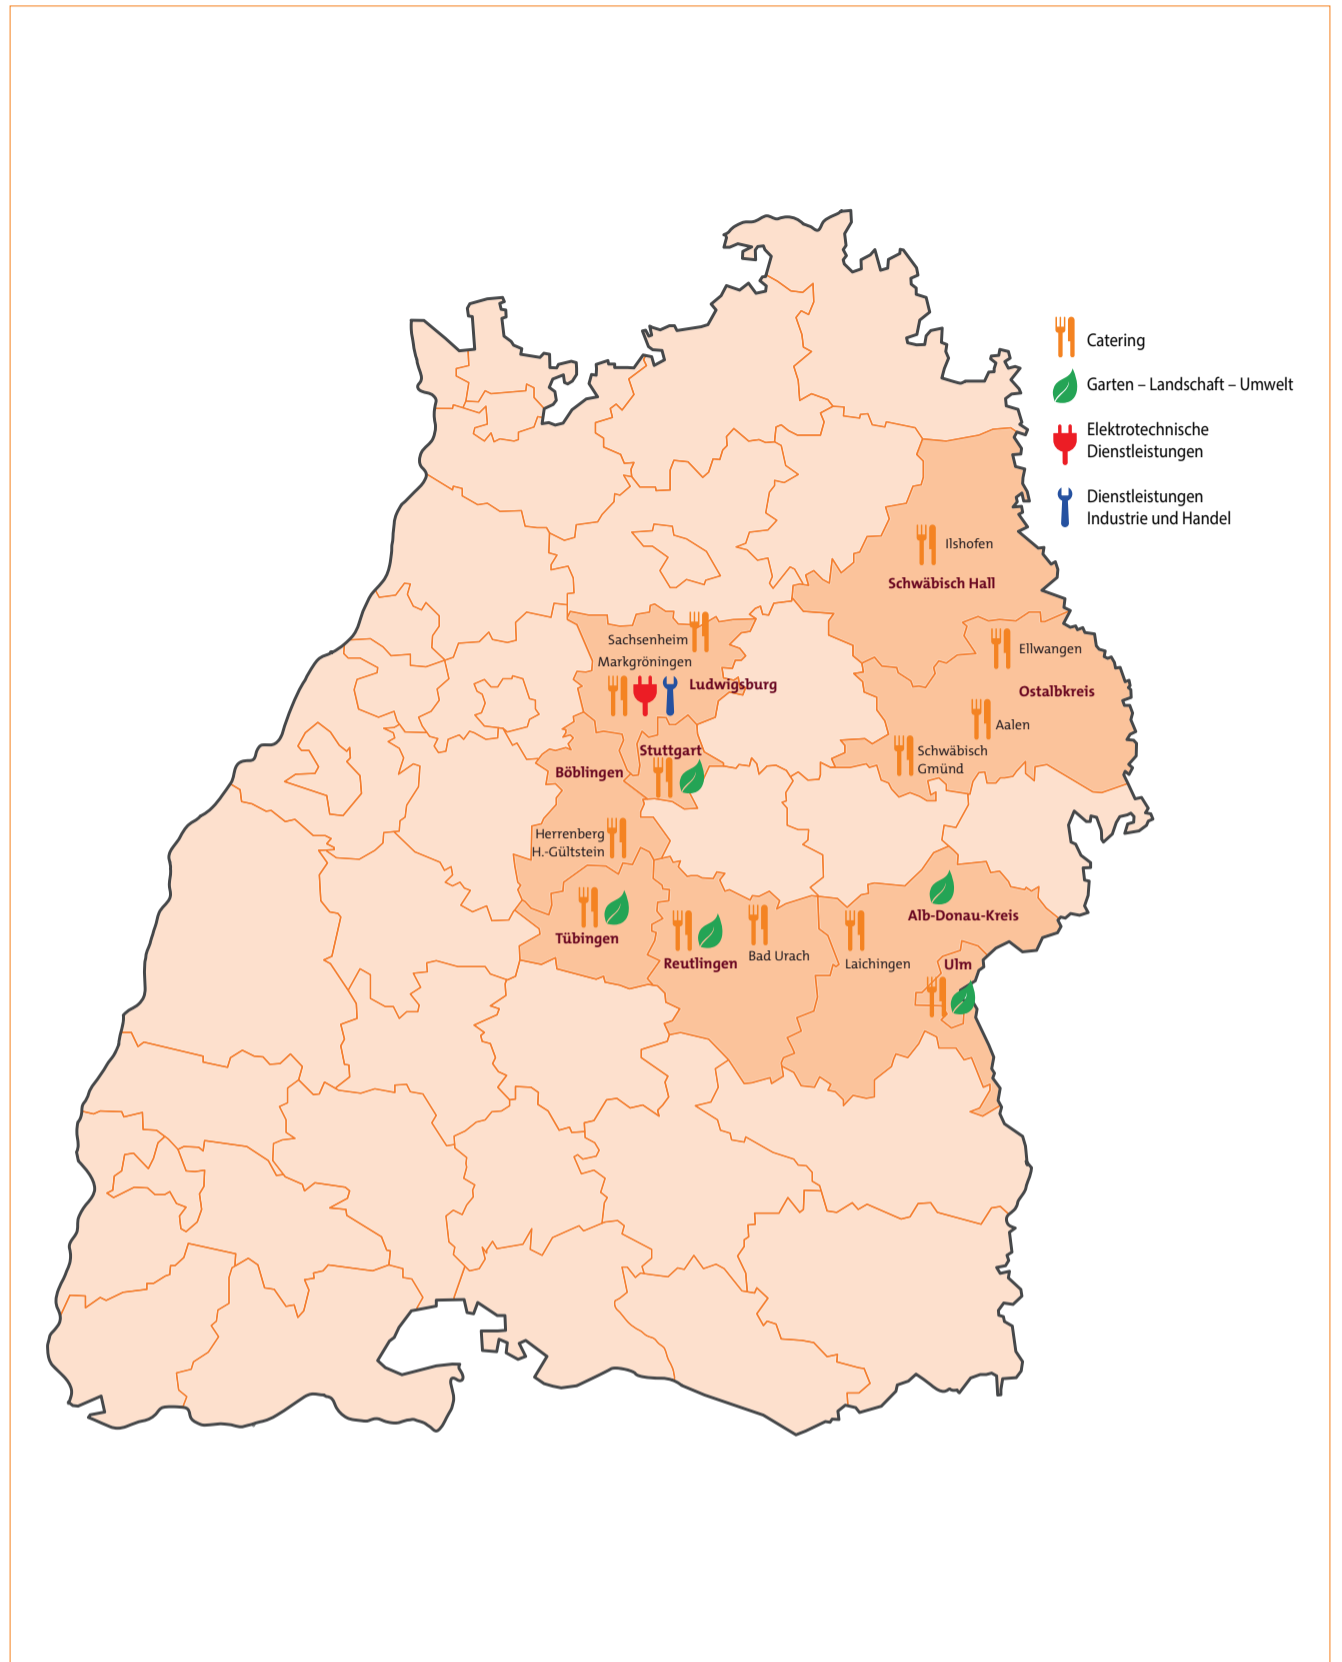 Catering
Garten – Landschaft – Umwelt
Elektrotechnische
Dienstleistungen
Dienstleistungen
Industrie und Handel
Ilshofen
Schwäbisch Hall
Sachsenheim
Markgröningen
Ludwigsburg
Ellwangen
Ostalbkreis
Aalen
Schwäbisch
Gmünd
Stuttgart
Böblingen
Herrenberg
H.-Gültstein
Tübingen
Reutlingen
Bad Urach
Laichingen
Alb-Donau-Kreis
Ulm